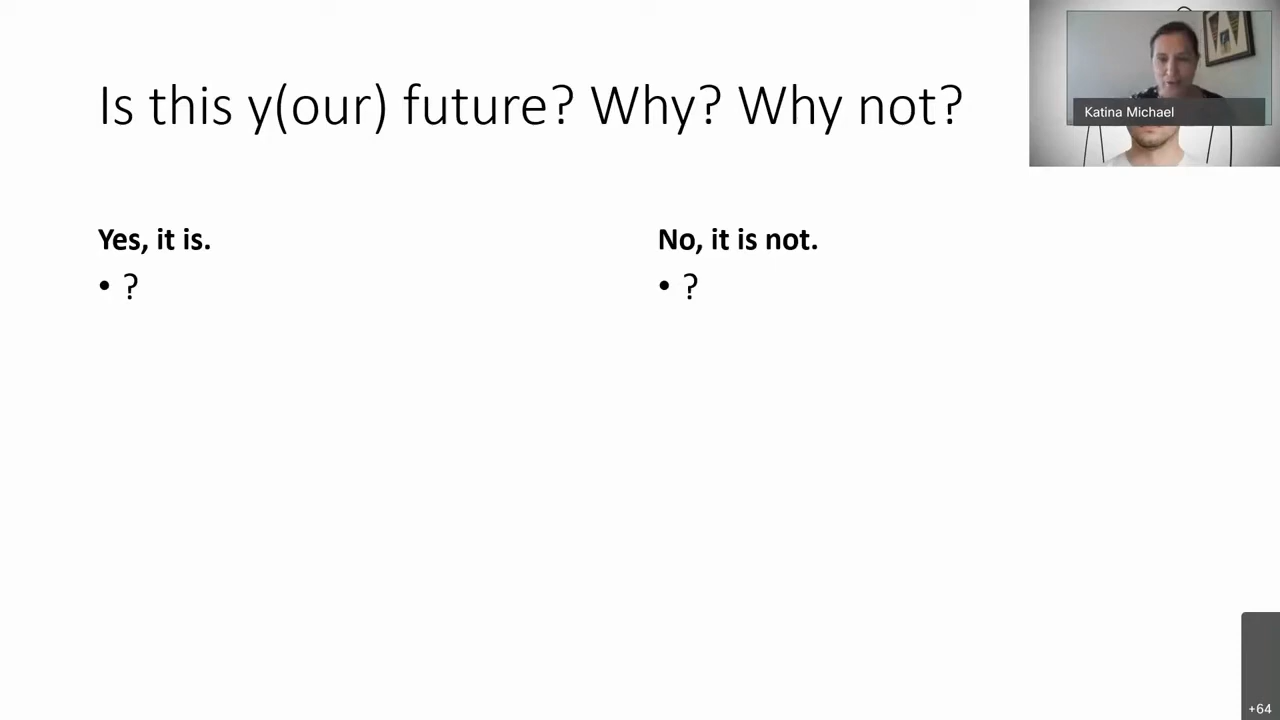 Is this y(our) future? Why? Why not?
Katina Michael
Yes, it is.
• ?
No, it is not.
• ?
+64